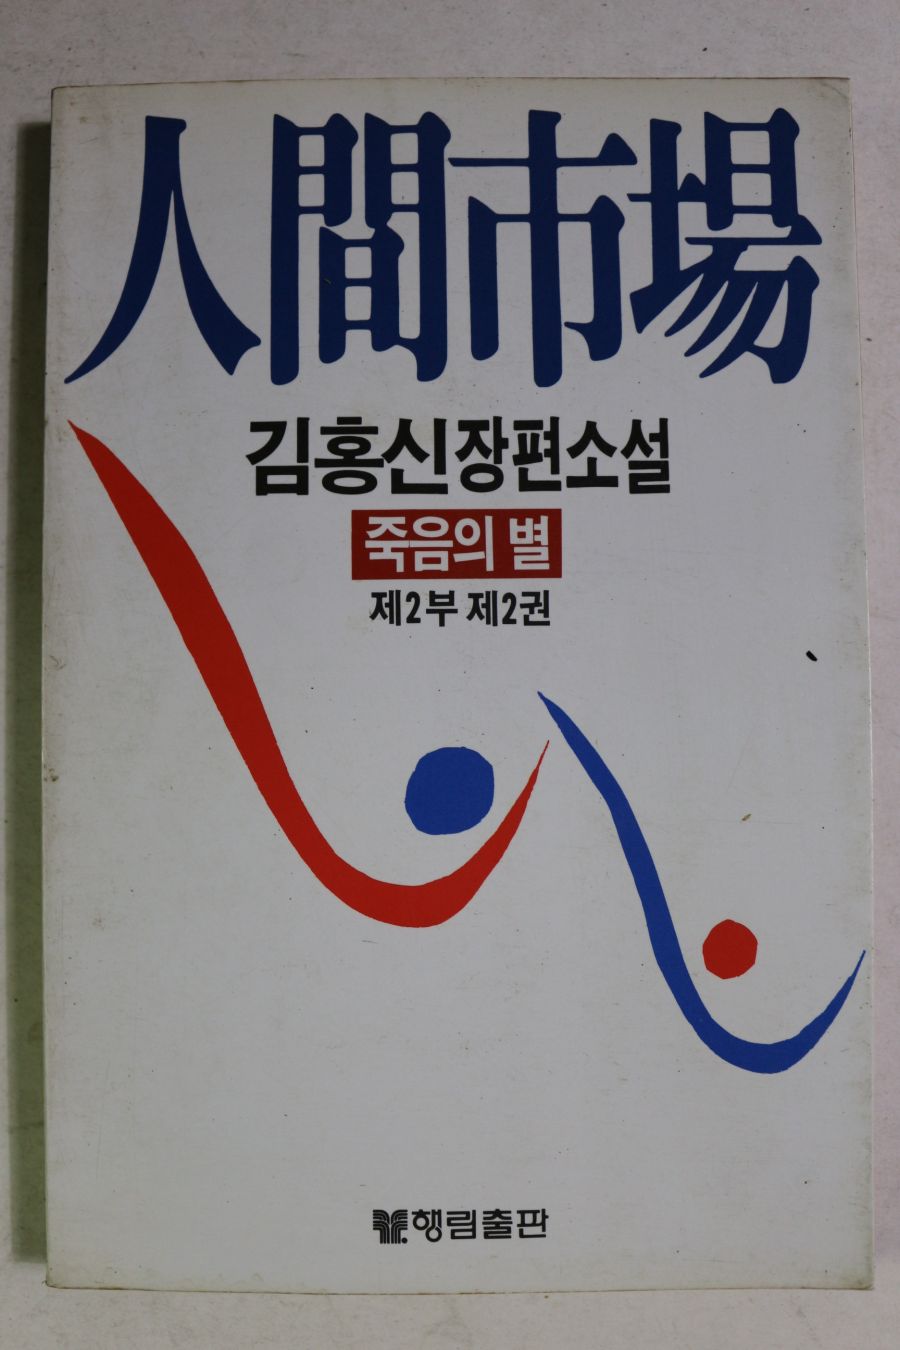 人間市場
김홍신장편소설
죽음의 별
제2부 제2권
행림출판